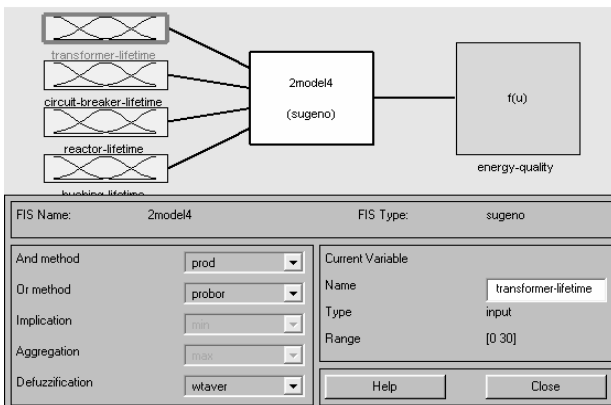 transformer-lifetime
circuit-breaker-lifetime
reactor-lifetime
bushing-lifetime
2model4
(sugeno)
f(u)
energy-quality
FIS Name: 2model4 FIS Type: sugeno
And method prod
Or method probor
Implication min
Aggregation max
Defuzzification wtaver
Current Variable
Name transformer-lifetime
Type input
Range [0 30]
Help Close